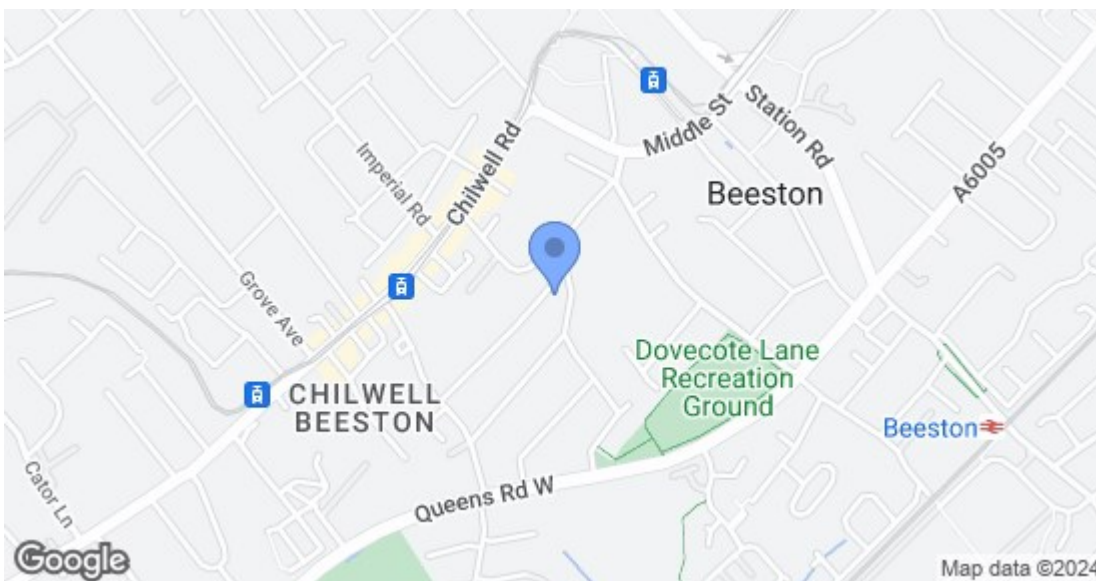 Middle St
Station Rd
A6005
Imperial Rd
Chilwell Rd
Beeston
Grove Ave
Dovecote Lane
Recreation
Ground
CHILWELL
BEESTON
Beeston
Cator Ln
Queens Rd W
Google
Map data ©2024